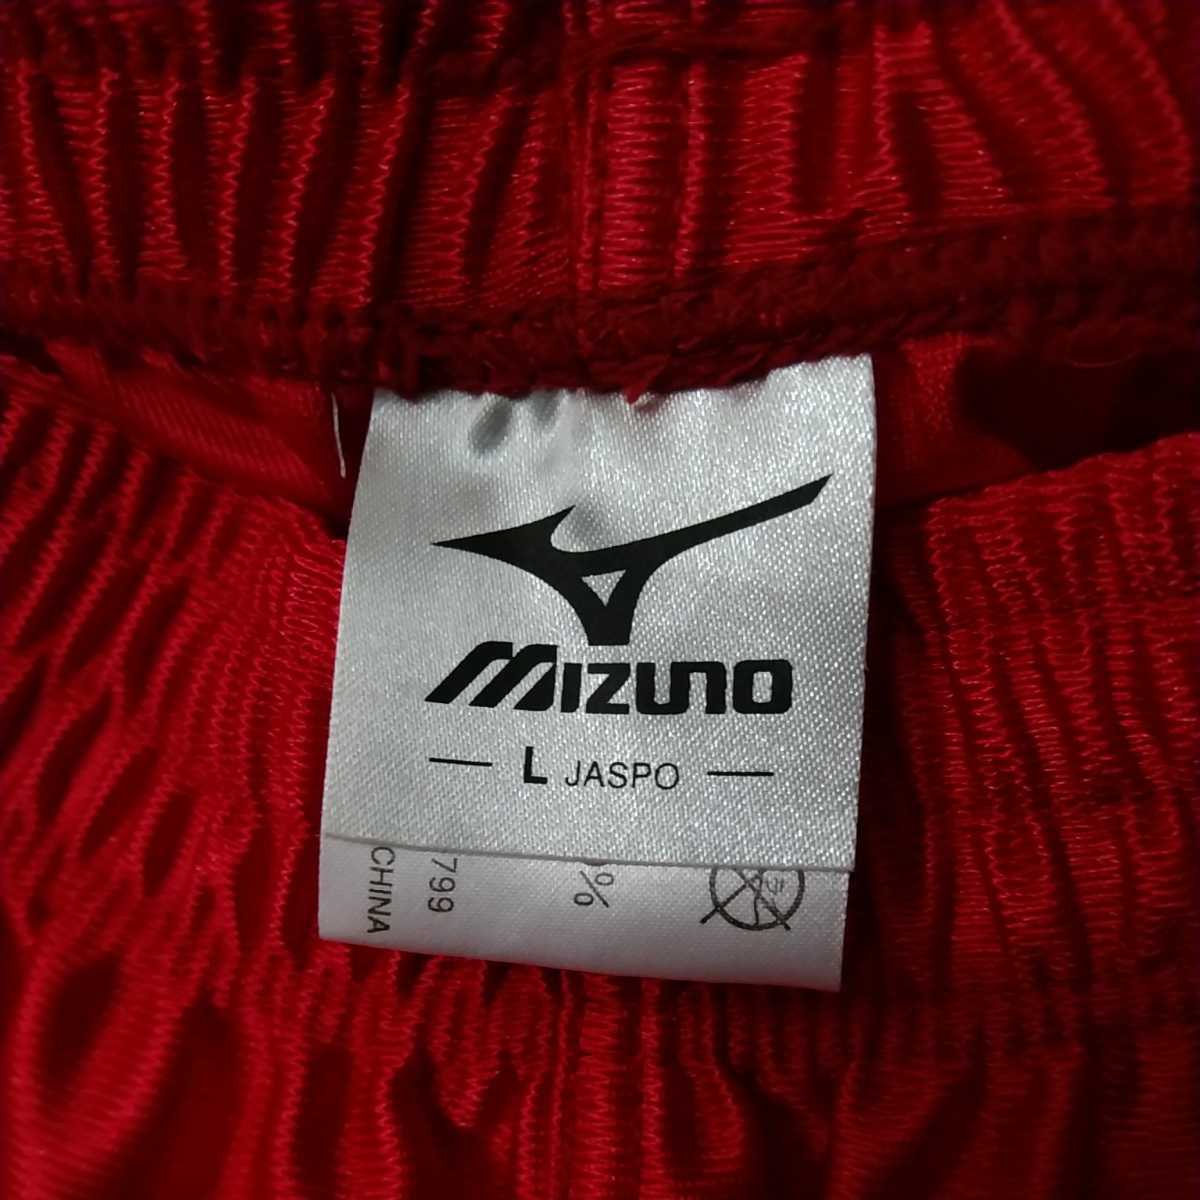 MIZUNO
L JASPO
CHINA
799
%